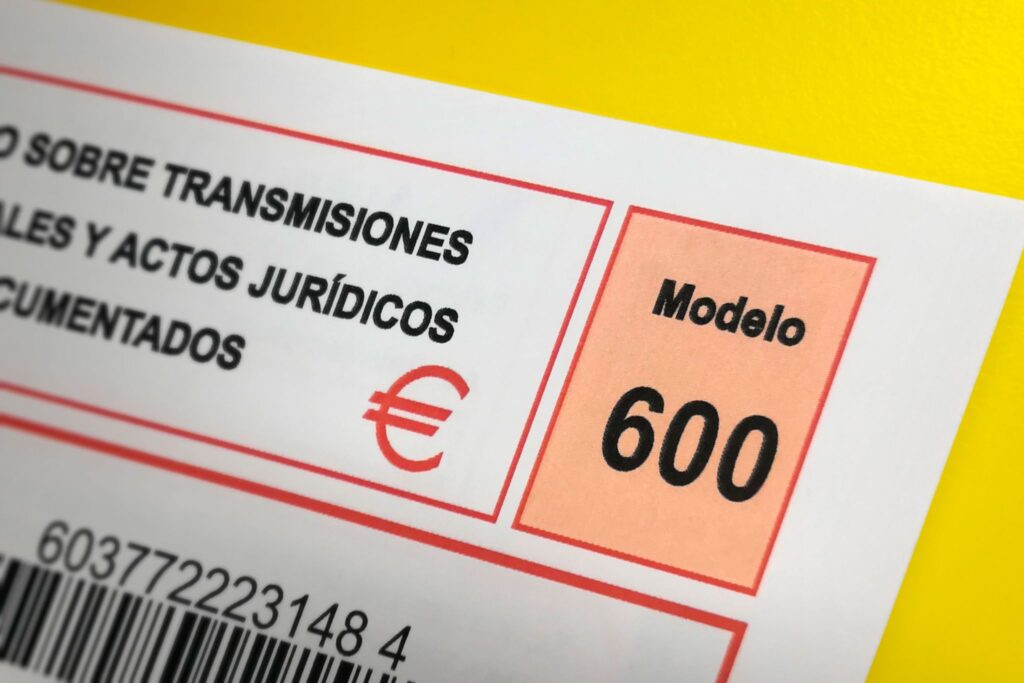 O SOBRE TRANSMISIONES
ALES Y ACTOS JURÍDICOS
CUMENTADOS
€
Modelo
600
603772223148 4